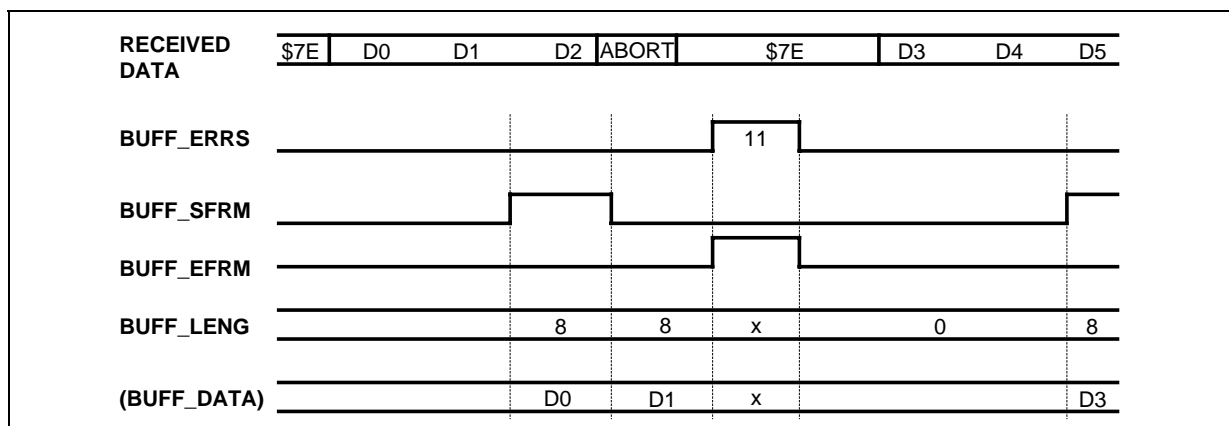 RECEIVED DATA $7E D0 D1 D2 ABORT $7E D3 D4 D5
BUFF_ERRS 11
BUFF_SFRM
BUFF_EFRM
BUFF_LENG 8 8 x 0 8
(BUFF_DATA) D0 D1 x D3